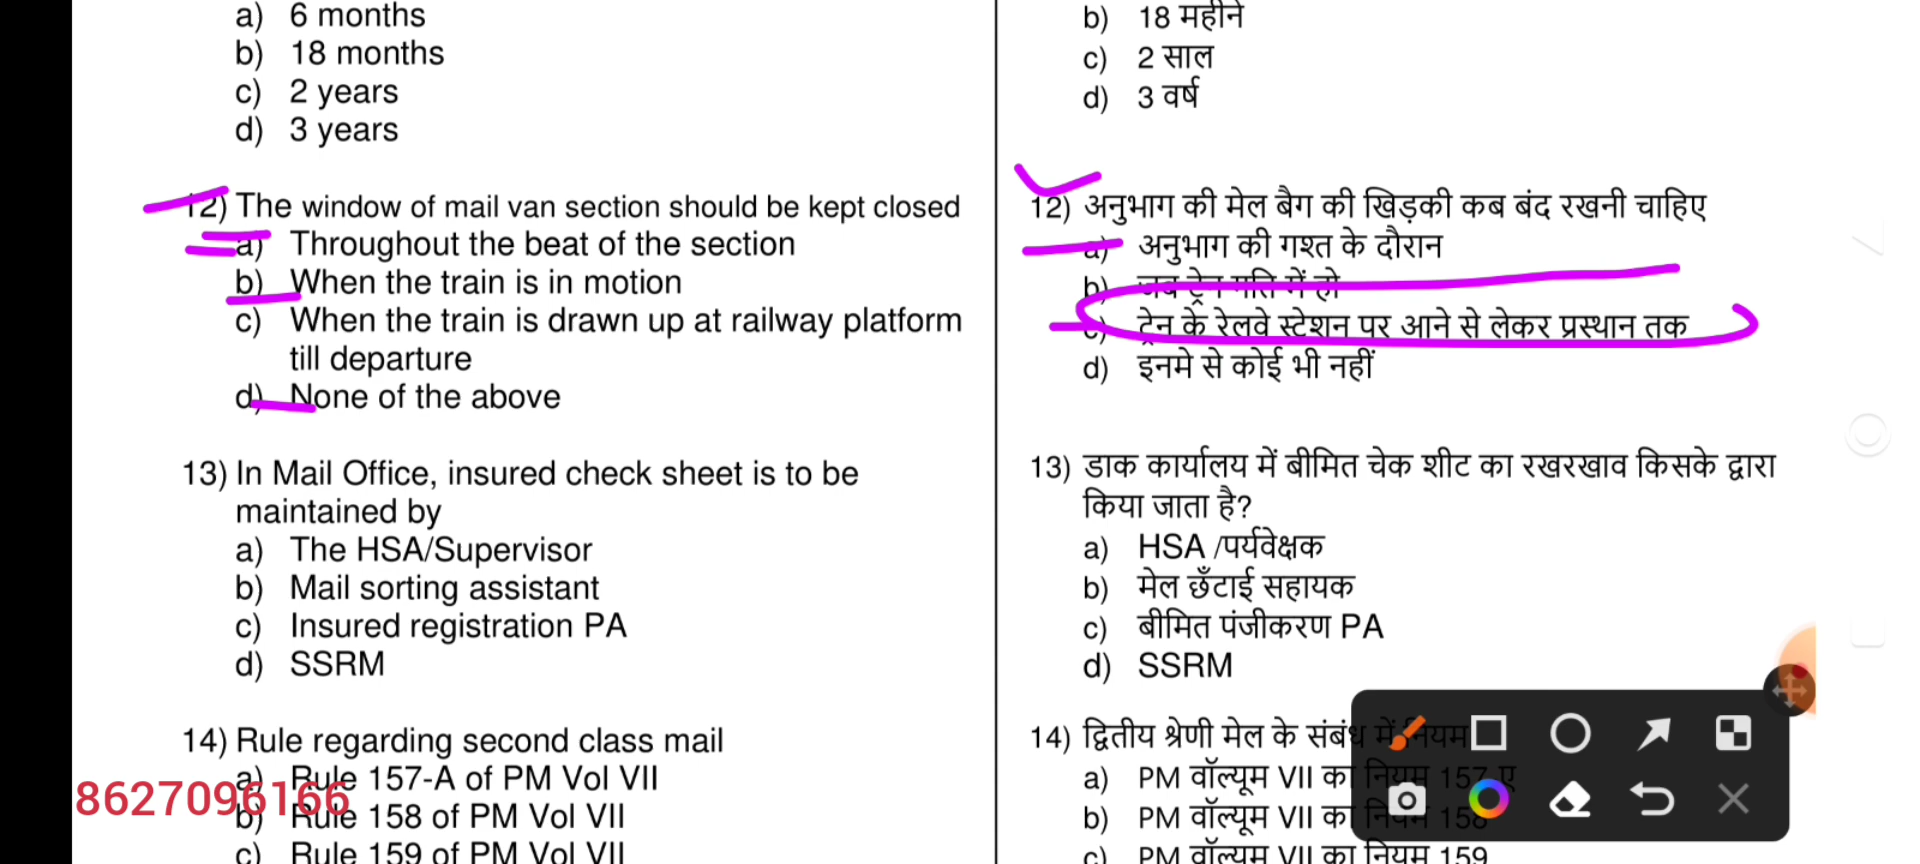 a) 6 months
b) 18 months
c) 2 years
d) 3 years
12) The window of mail van section should be kept closed
a) Throughout the beat of the section
b) When the train is in motion
c) When the train is drawn up at railway platform
till departure
d) None of the above
13) In Mail Office, insured check sheet is to be
maintained by
a) The HSA/Supervisor
b) Mail sorting assistant
c) Insured registration PA
d) SSRM
14) Rule regarding second class mail
a) Rule 157-A of PM Vol VII
b) Rule 158 of PM Vol VII
c) Rule 159 of PM Vol VII
8627096166
b) 18 महीने
c) 2 साल
d) 3 वर्ष
12) अनुभाग की मेल बैग की खिड़की कब बंद रखनी चाहिए
a) अनुभाग की गश्त के दौरान
b) जब ट्रेन गति में हो
c) ट्रेन के रेलवे स्टेशन पर आने से लेकर प्रस्थान तक
d) इनमे से कोई भी नहीं
13) डाक कार्यालय में बीमित चेक शीट का रखरखाव किसके द्वारा
किया जाता है?
a) HSA /पर्यवेक्षक
b) मेल छँटाई सहायक
c) बीमित पंजीकरण PA
d) SSRM
14) द्वितीय श्रेणी मेल के संबंध में नियम
a) PM वॉल्यूम VII का नियम 157 ए
b) PM वॉल्यूम VII का नियम 158
c) PM वॉल्यूम VII का नियम 159